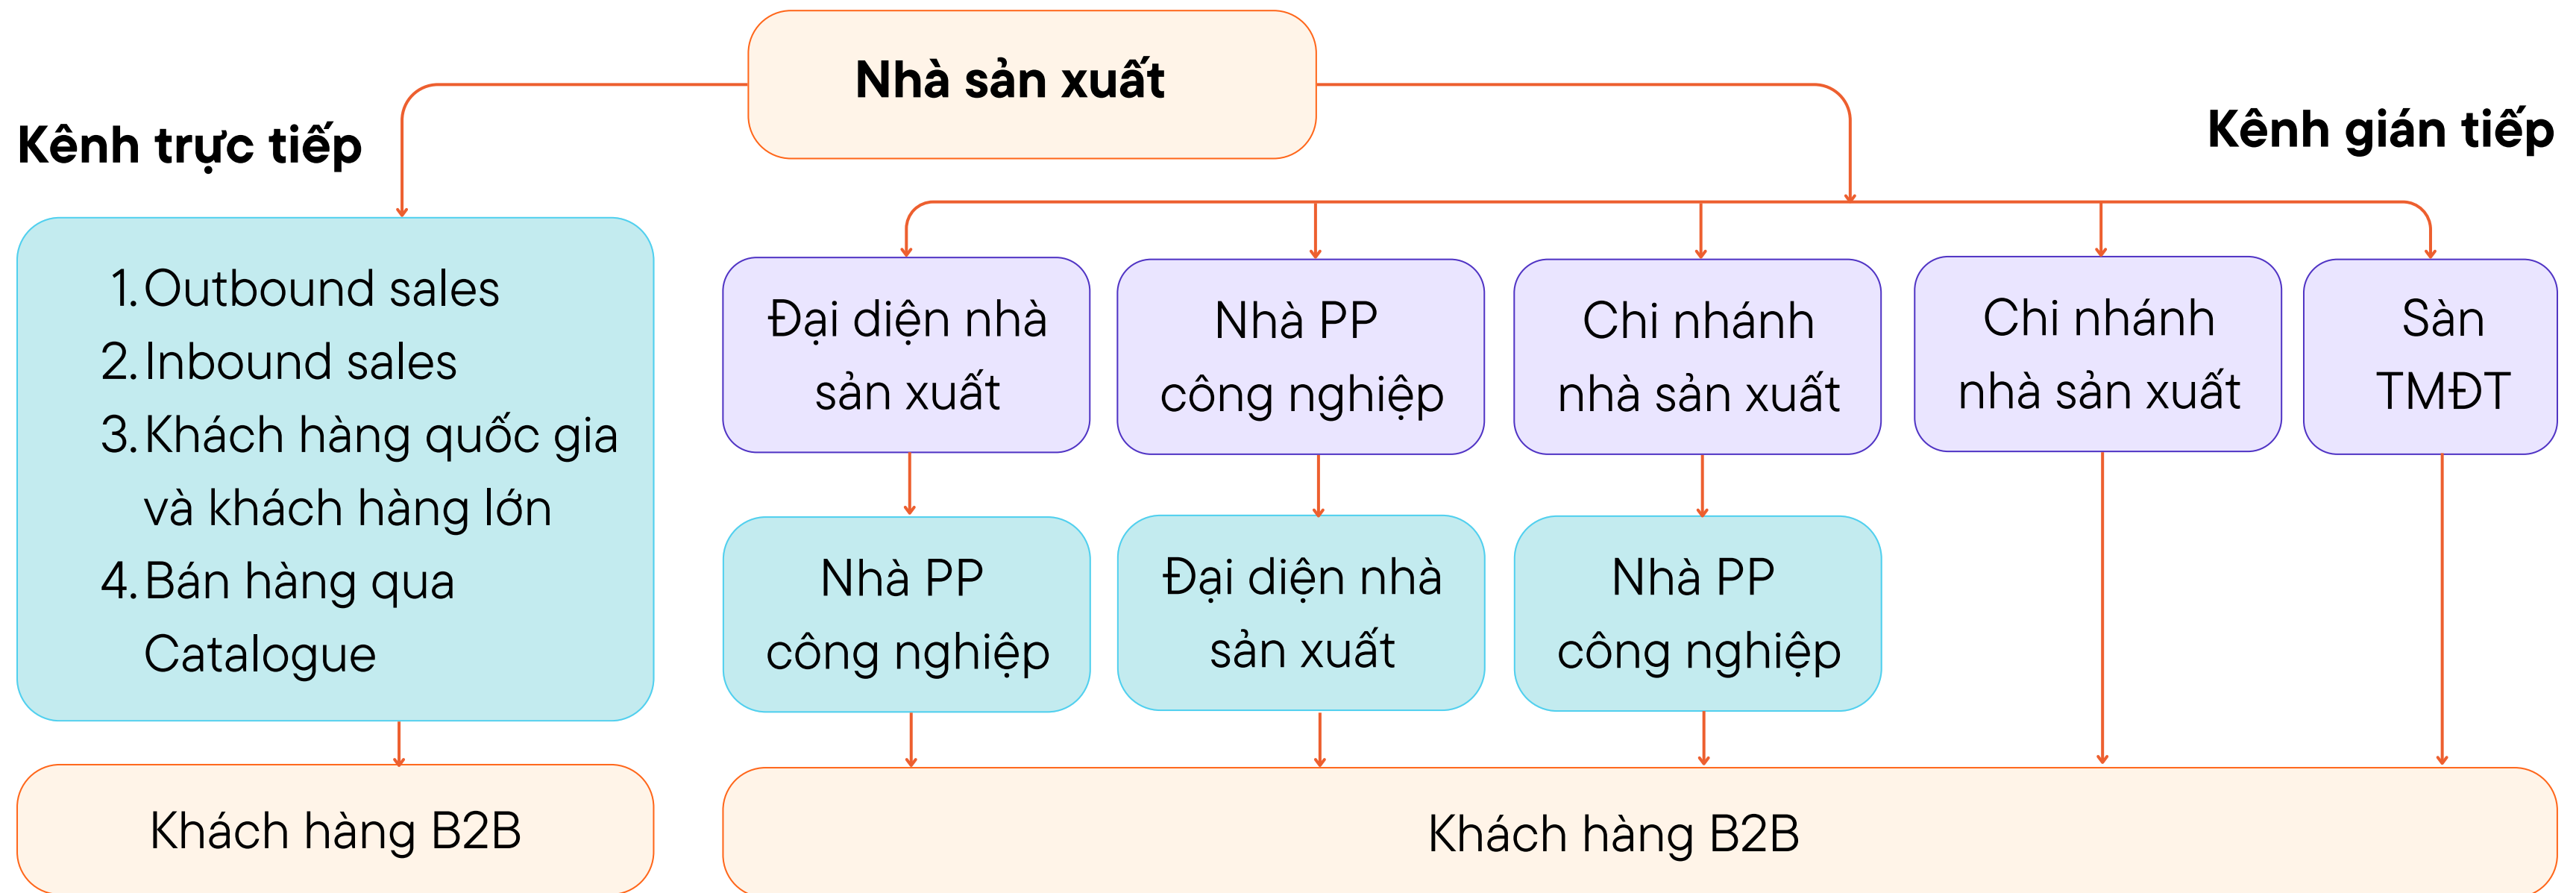 Nhà sản xuất
Kênh trực tiếp
Kênh gián tiếp
1. Outbound sales
2. Inbound sales
3. Khách hàng quốc gia
và khách hàng lớn
4. Bán hàng qua
Catalogue
Khách hàng B2B
Đại diện nhà
sản xuất
Nhà PP
công nghiệp
Chi nhánh
nhà sản xuất
Chi nhánh
nhà sản xuất
Sàn
TMĐT
Nhà PP
công nghiệp
Đại diện nhà
sản xuất
Nhà PP
công nghiệp
Khách hàng B2B